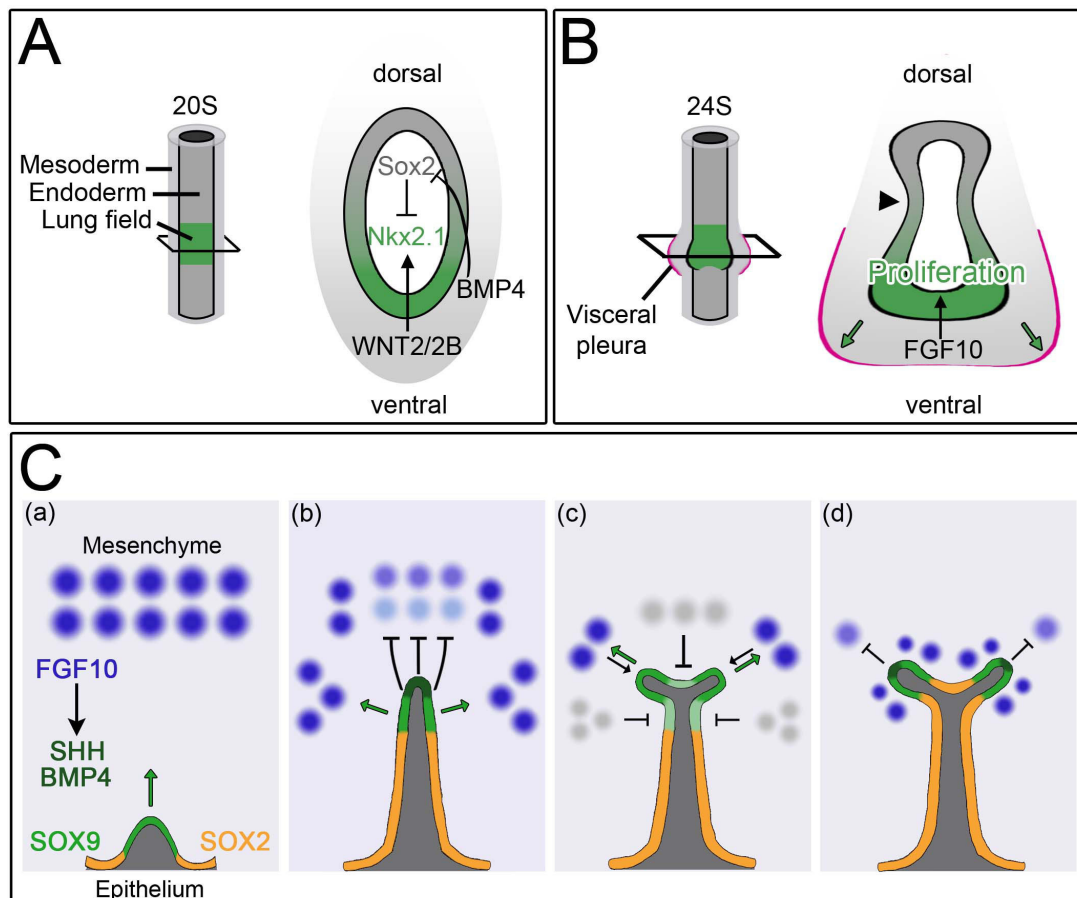 A
dorsal
20S
Mesoderm
Endoderm
Lung field
Sox2
Nkx2.1
BMP4
WNT2/2B
ventral
B
dorsal
24S
Proliferation
Visceral
pleura
FGF10
ventral
C
(a)
Mesenchyme
FGF10
SHH
BMP4
SOX9
SOX2
Epithelium
(b)
(c)
(d)